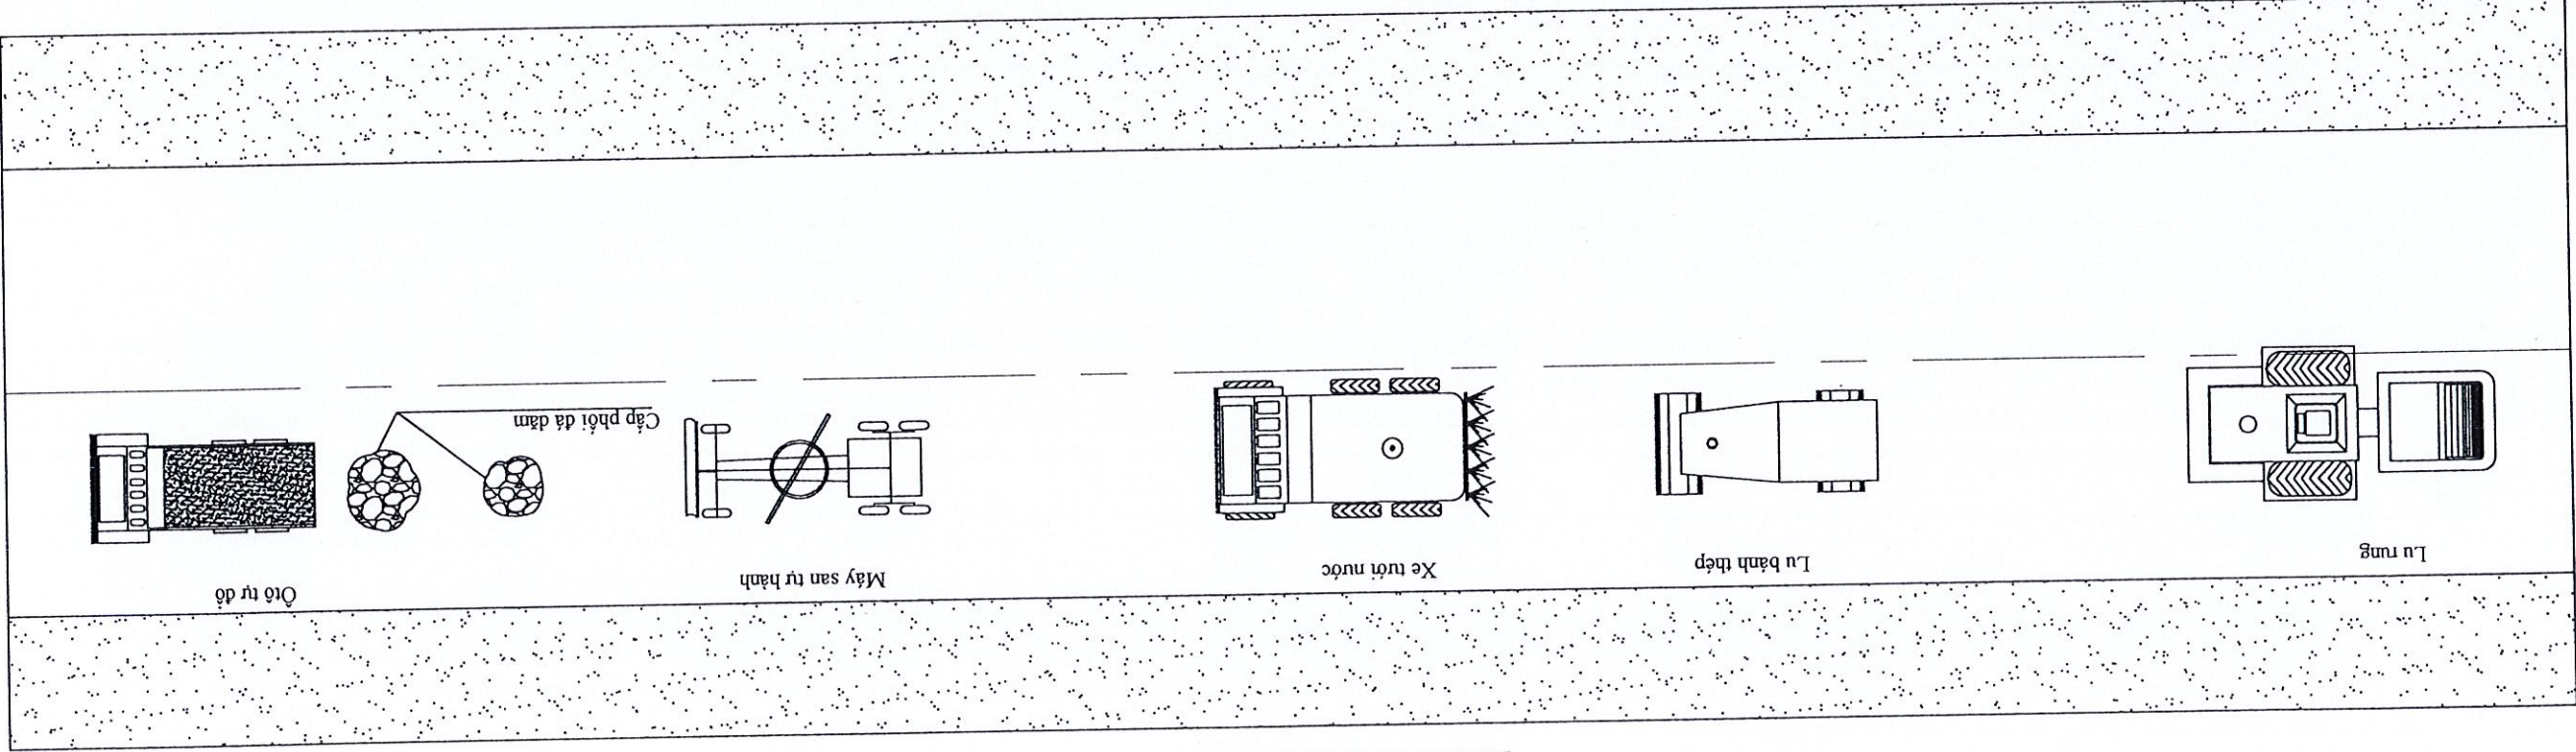 Cấp phối đá dăm
Lu rung
Lu bánh thép
Xe tưới nước
Máy san tự hành
Ôtô tự đổ